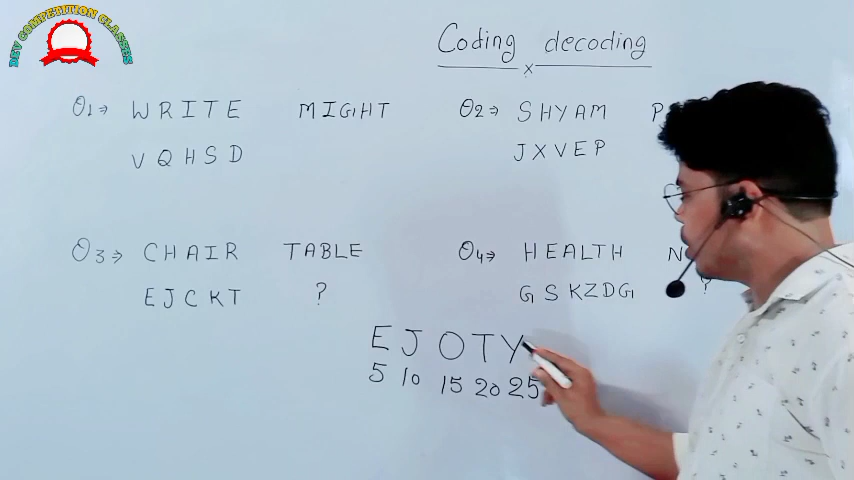 DEV COMPETITION CLASSES
Coding decoding
x
Q1⇒ WRITE MIGHT
VQHSD
Q2⇒ SHYAM P
JXVEP
Q3⇒ CHAIR TABLE
EJCKT ?
Q4⇒ HEALTH N
GSKZDG ?
EJOTY
5 10 15 20 25